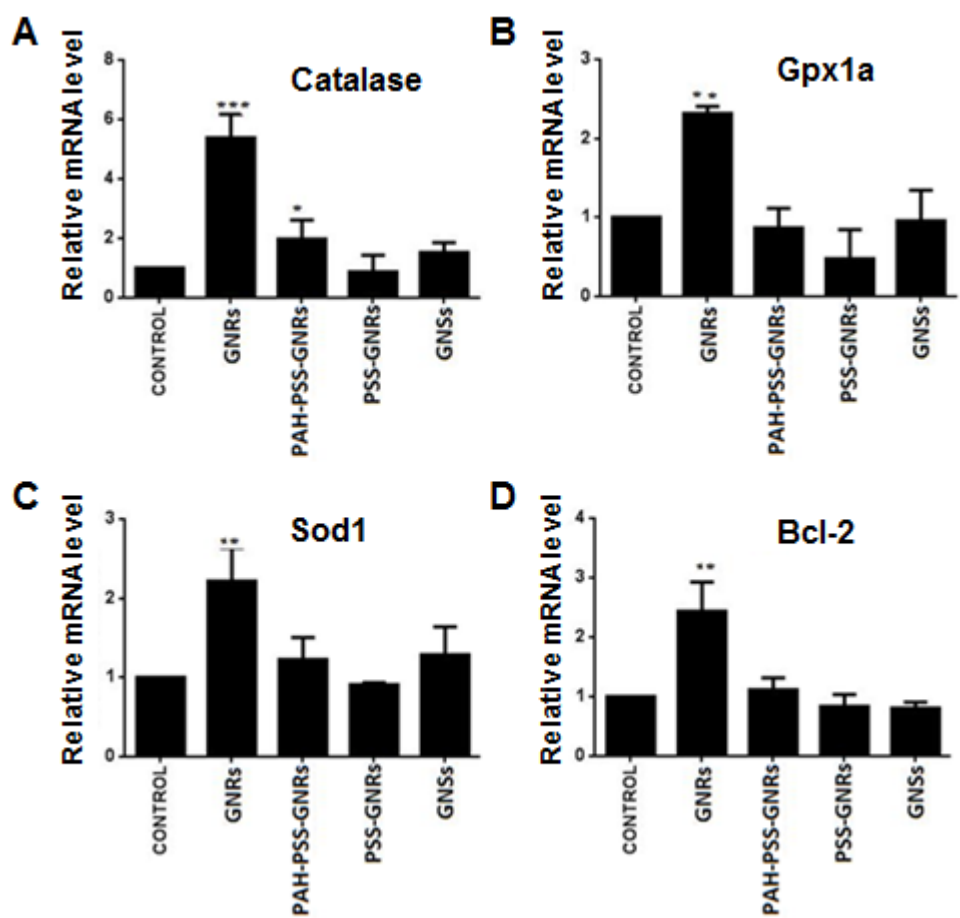 A
Catalase
Relative mRNA level
8
6
4
2
0
***
*
CONTROL
GNRs
PAH-PSS-GNRs
PSS-GNRs
GNSs
B
Gpx1a
Relative mRNA level
3
2
1
0
**
CONTROL
GNRs
PAH-PSS-GNRs
PSS-GNRs
GNSs
C
Sod1
Relative mRNA level
3
2
1
0
**
CONTROL
GNRs
PAH-PSS-GNRs
PSS-GNRs
GNSs
D
Bcl-2
Relative mRNA level
4
3
2
1
0
**
CONTROL
GNRs
PAH-PSS-GNRs
PSS-GNRs
GNSs